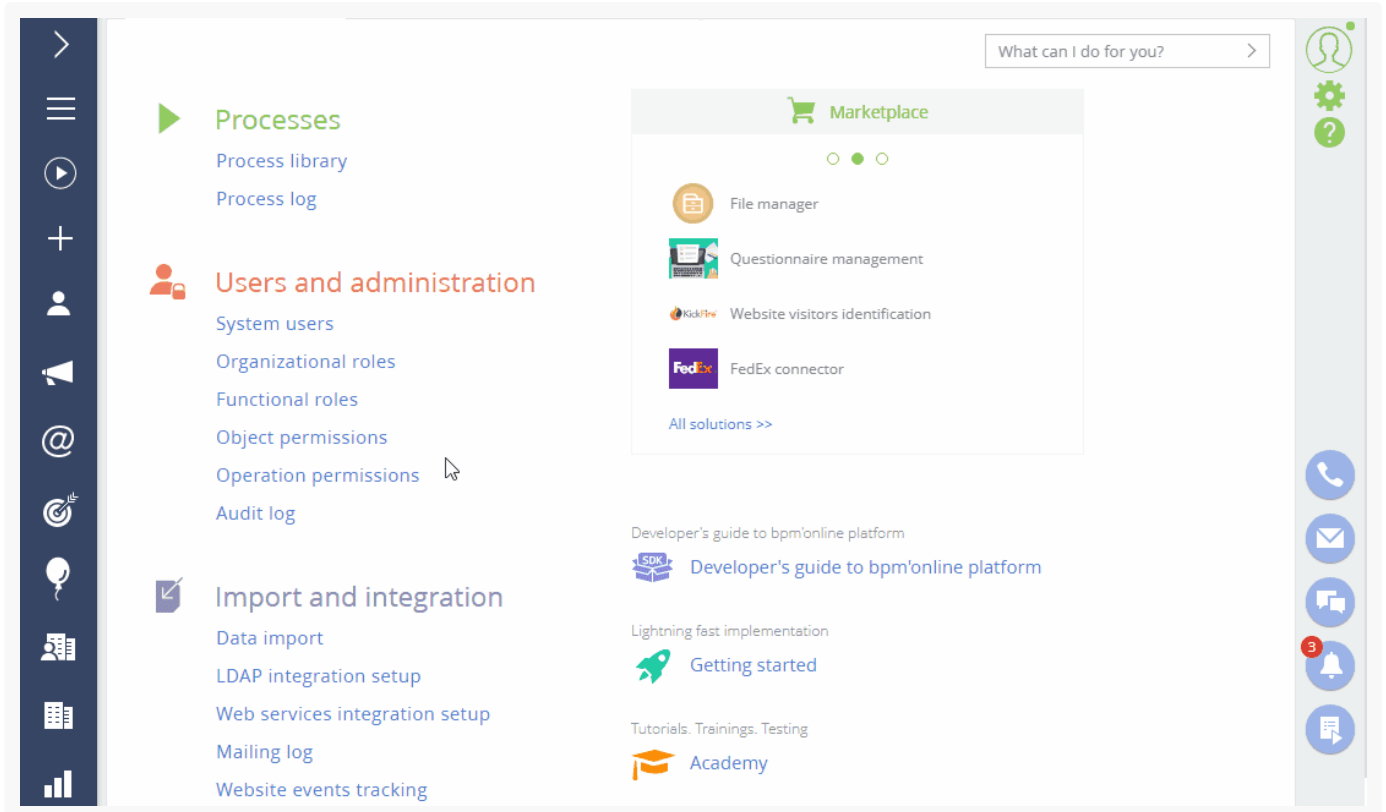 What can I do for you?
Processes
Process library
Process log
Users and administration
System users
Organizational roles
Functional roles
Object permissions
Operation permissions
Audit log
Import and integration
Data import
LDAP integration setup
Web services integration setup
Mailing log
Website events tracking
Marketplace
File manager
Questionnaire management
KickFire
Website visitors identification
FedEx
FedEx connector
All solutions >>
Developer's guide to bpm'online platform
SDK
Developer's guide to bpm'online platform
Lightning fast implementation
Getting started
Tutorials. Trainings. Testing
Academy
?
3
@